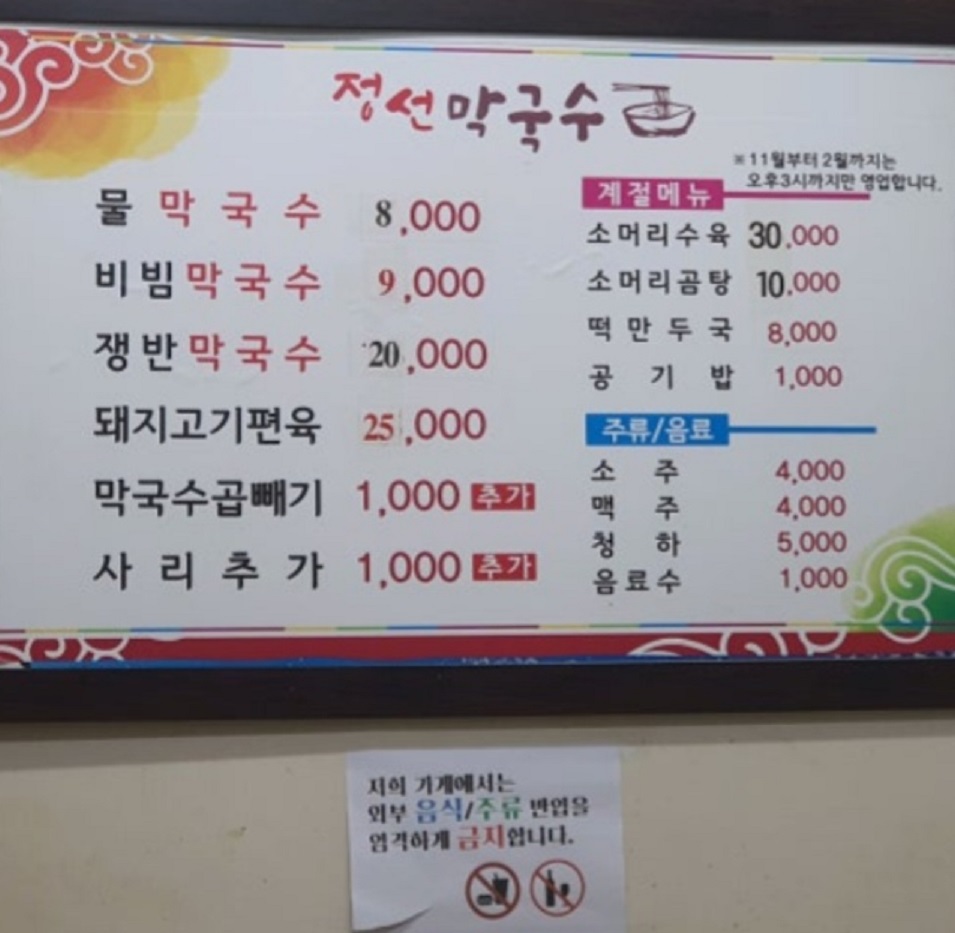 정선막국수
물 막국수 8,000
비빔막국수 9,000
쟁반막국수 20,000
돼지고기편육 25,000
막국수곱빼기 1,000 추가
사리추가 1,000 추가
※ 11월부터 2월까지는
오후3시까지만 영업합니다.
계절메뉴
소머리수육 30,000
소머리곰탕 10,000
떡만두국 8,000
공기밥 1,000
주류/음료
소주 4,000
맥주 4,000
청하 5,000
음료수 1,000
저희 가게에서는
외부 음식/주류 반입을
엄격하게 금지합니다.